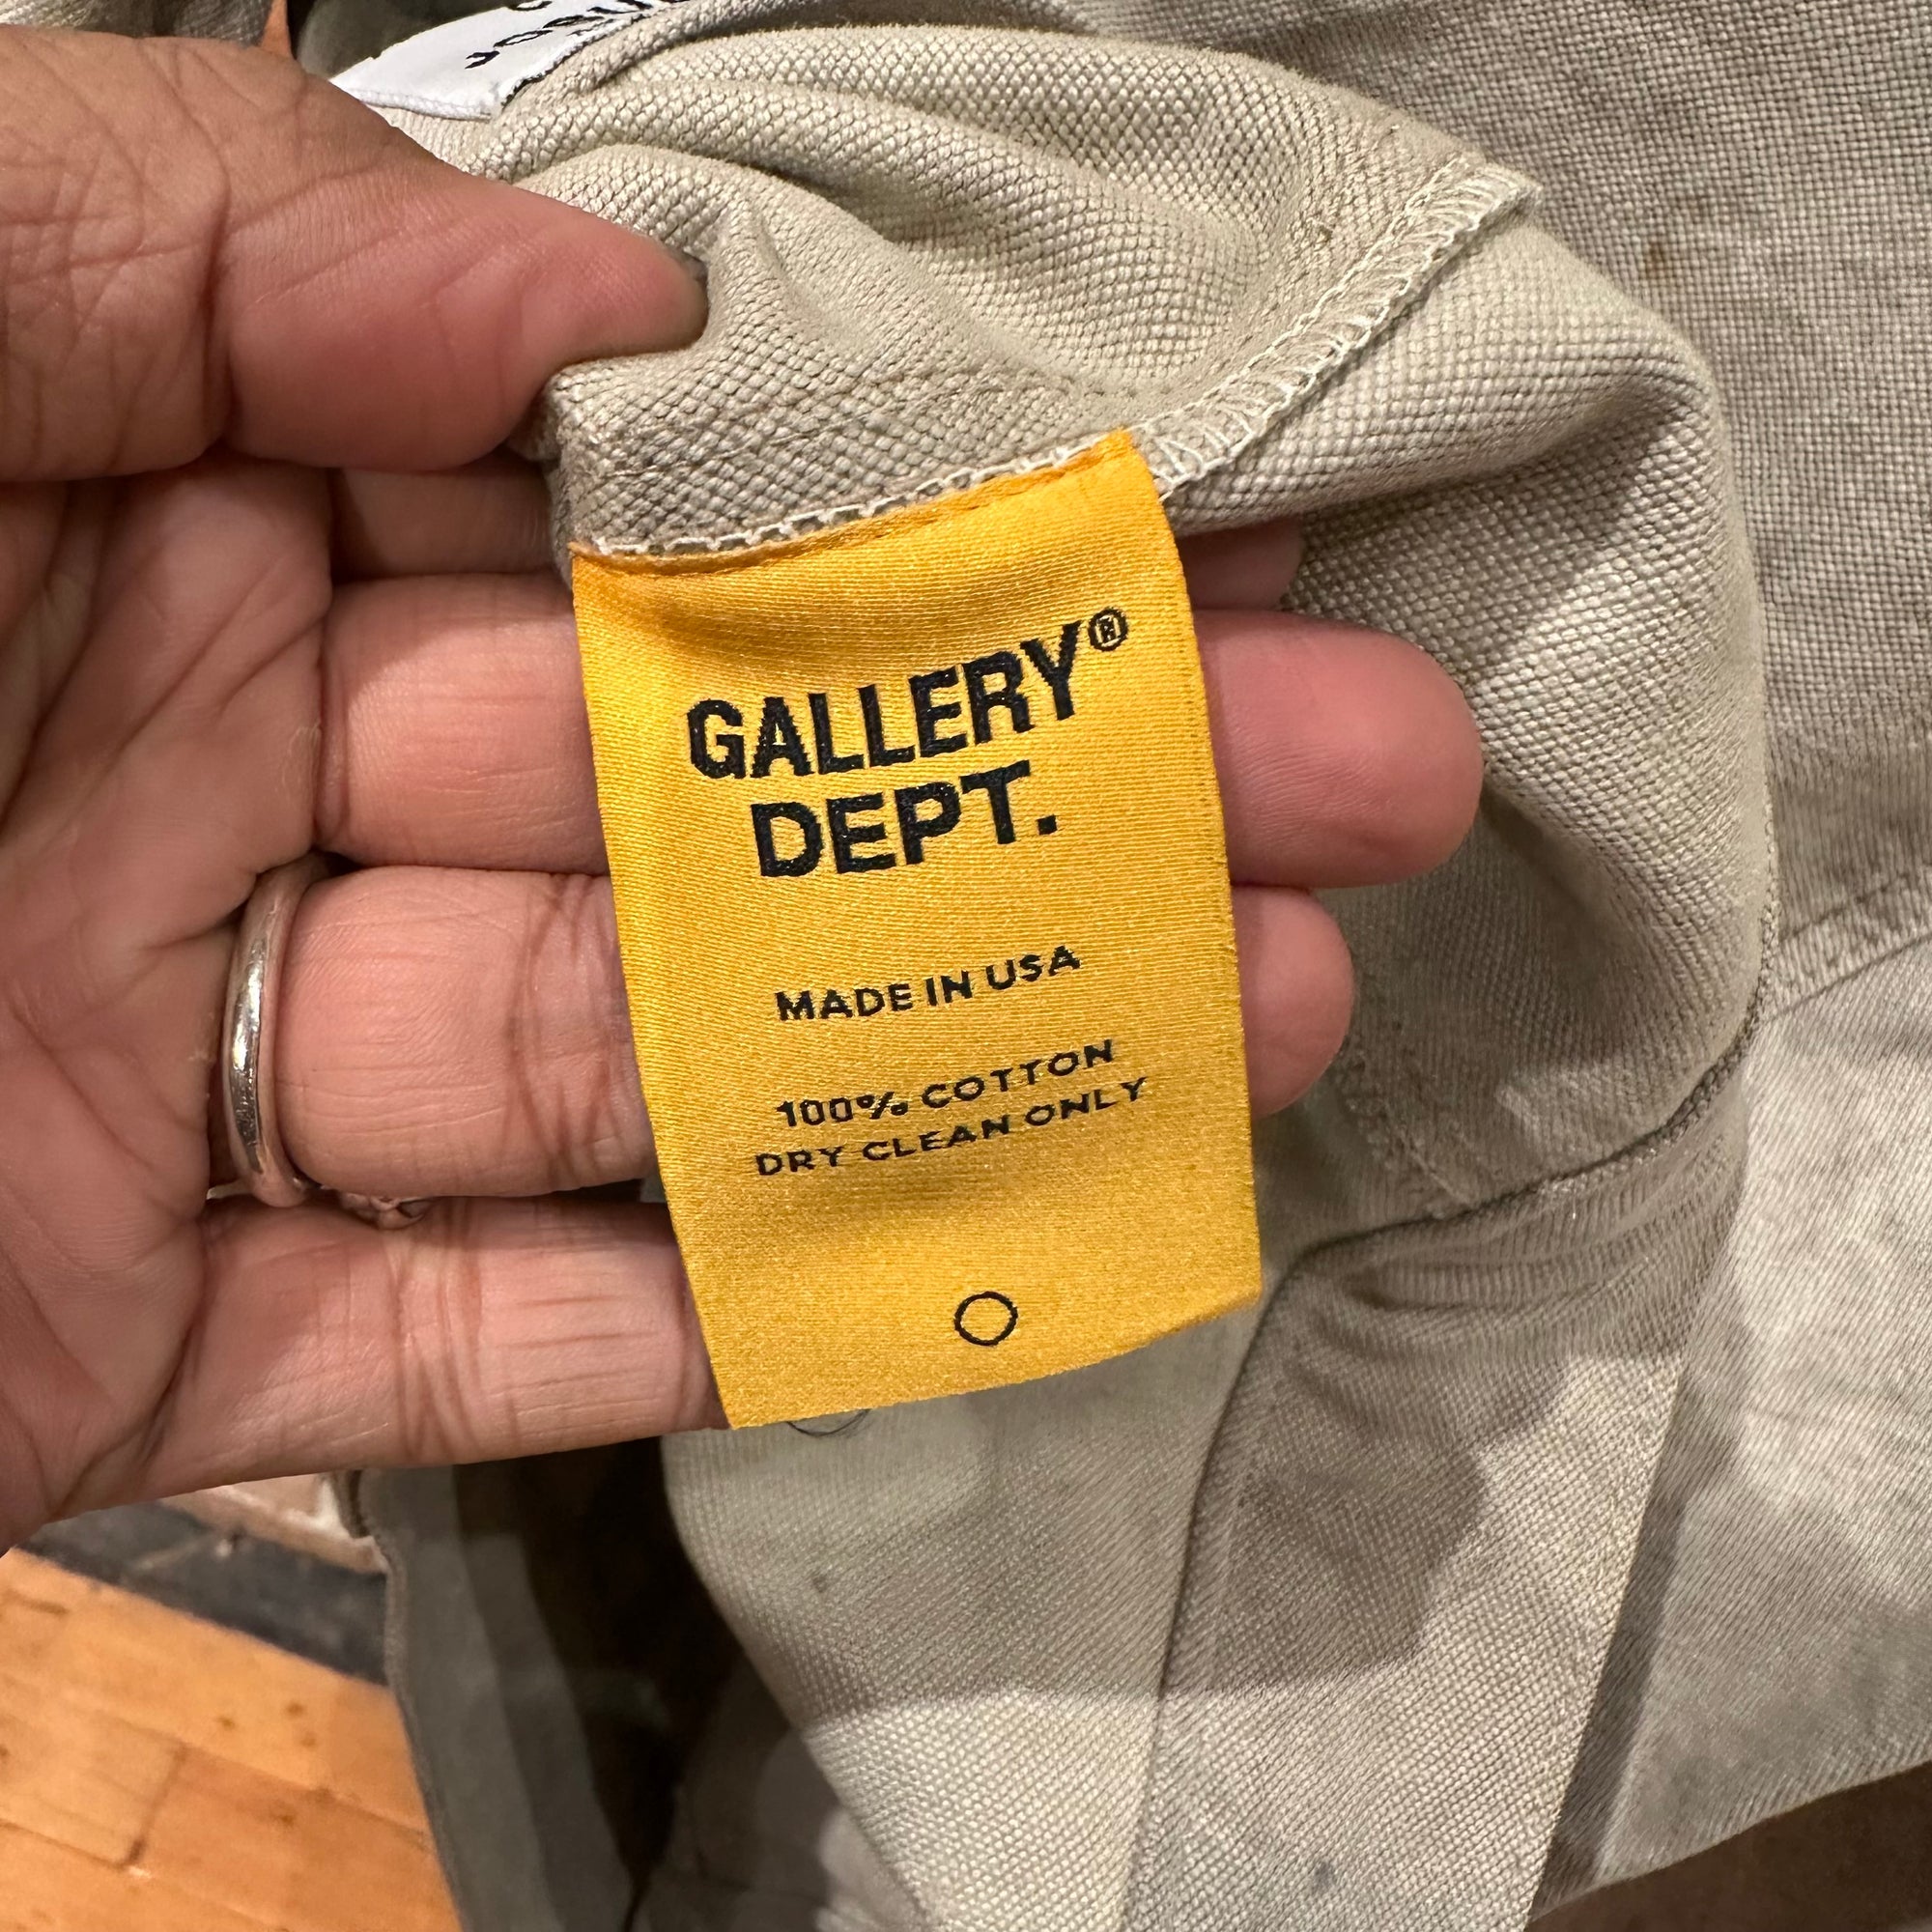 GALLERY®
DEPT.
MADE IN USA
100% COTTON
DRY CLEAN ONLY